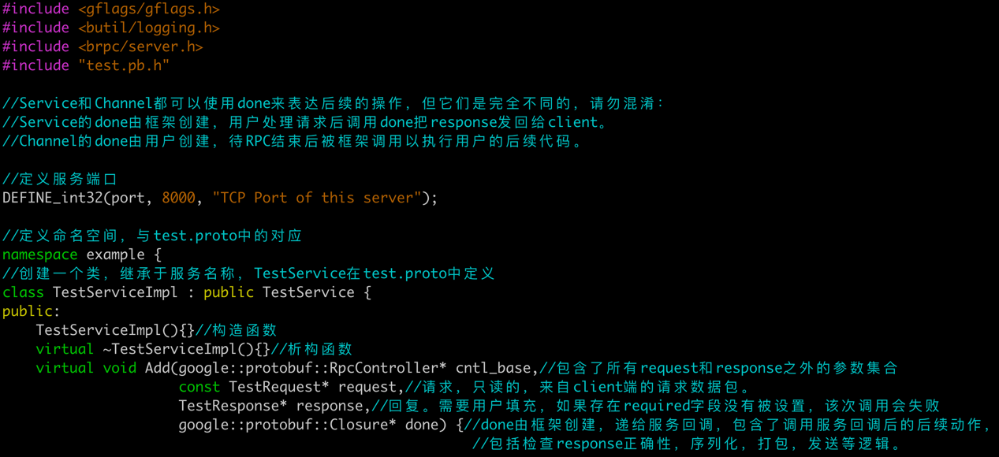 #include <gflags/gflags.h>
#include <butil/logging.h>
#include <brpc/server.h>
#include "test.pb.h"

//Service和Channel都可以使用done来表达后续的操作，但它们是完全不同的，请勿混淆：
//Service的done由框架创建，用户处理请求后调用done把response发回给client。
//Channel的done由用户创建，待RPC结束后被框架调用以执行用户的后续代码。

//定义服务端口
DEFINE_int32(port, 8000, "TCP Port of this server");

//定义命名空间，与test.proto中的对应
namespace example {
//创建一个类，继承于服务名称，TestService在test.proto中定义
class TestServiceImpl : public TestService {
public:
    TestServiceImpl(){}//构造函数
    virtual ~TestServiceImpl(){}//析构函数
    virtual void Add(google::protobuf::RpcController* cntl_base,//包含了所有request和response之外的参数集合
                     const TestRequest* request,//请求，只读的，来自client端的请求数据包。
                     TestResponse* response,//回复。需要用户填充，如果存在required字段没有被设置，该次调用会失败
                     google::protobuf::Closure* done) {//done由框架创建，递给服务回调，包含了调用服务回调后的后续动作，
                                                        //包括检查response正确性，序列化，打包，发送等逻辑。